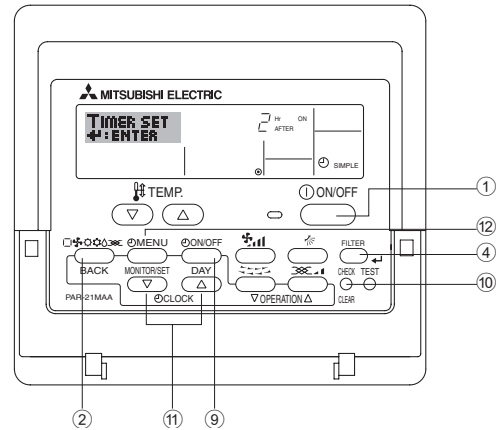 MITSUBISHI ELECTRIC
TIMER SET
↵:ENTER
2 Hr ON
AFTER
SIMPLE
TEMP.
ON/OFF
①
▽ △
⑫
MENU ON/OFF FILTER
④
BACK MONITOR/SET DAY CHECK TEST
⑩
PAR-21MAA CLOCK ▽ OPERATION △ CLEAR
② ⑪ ⑨